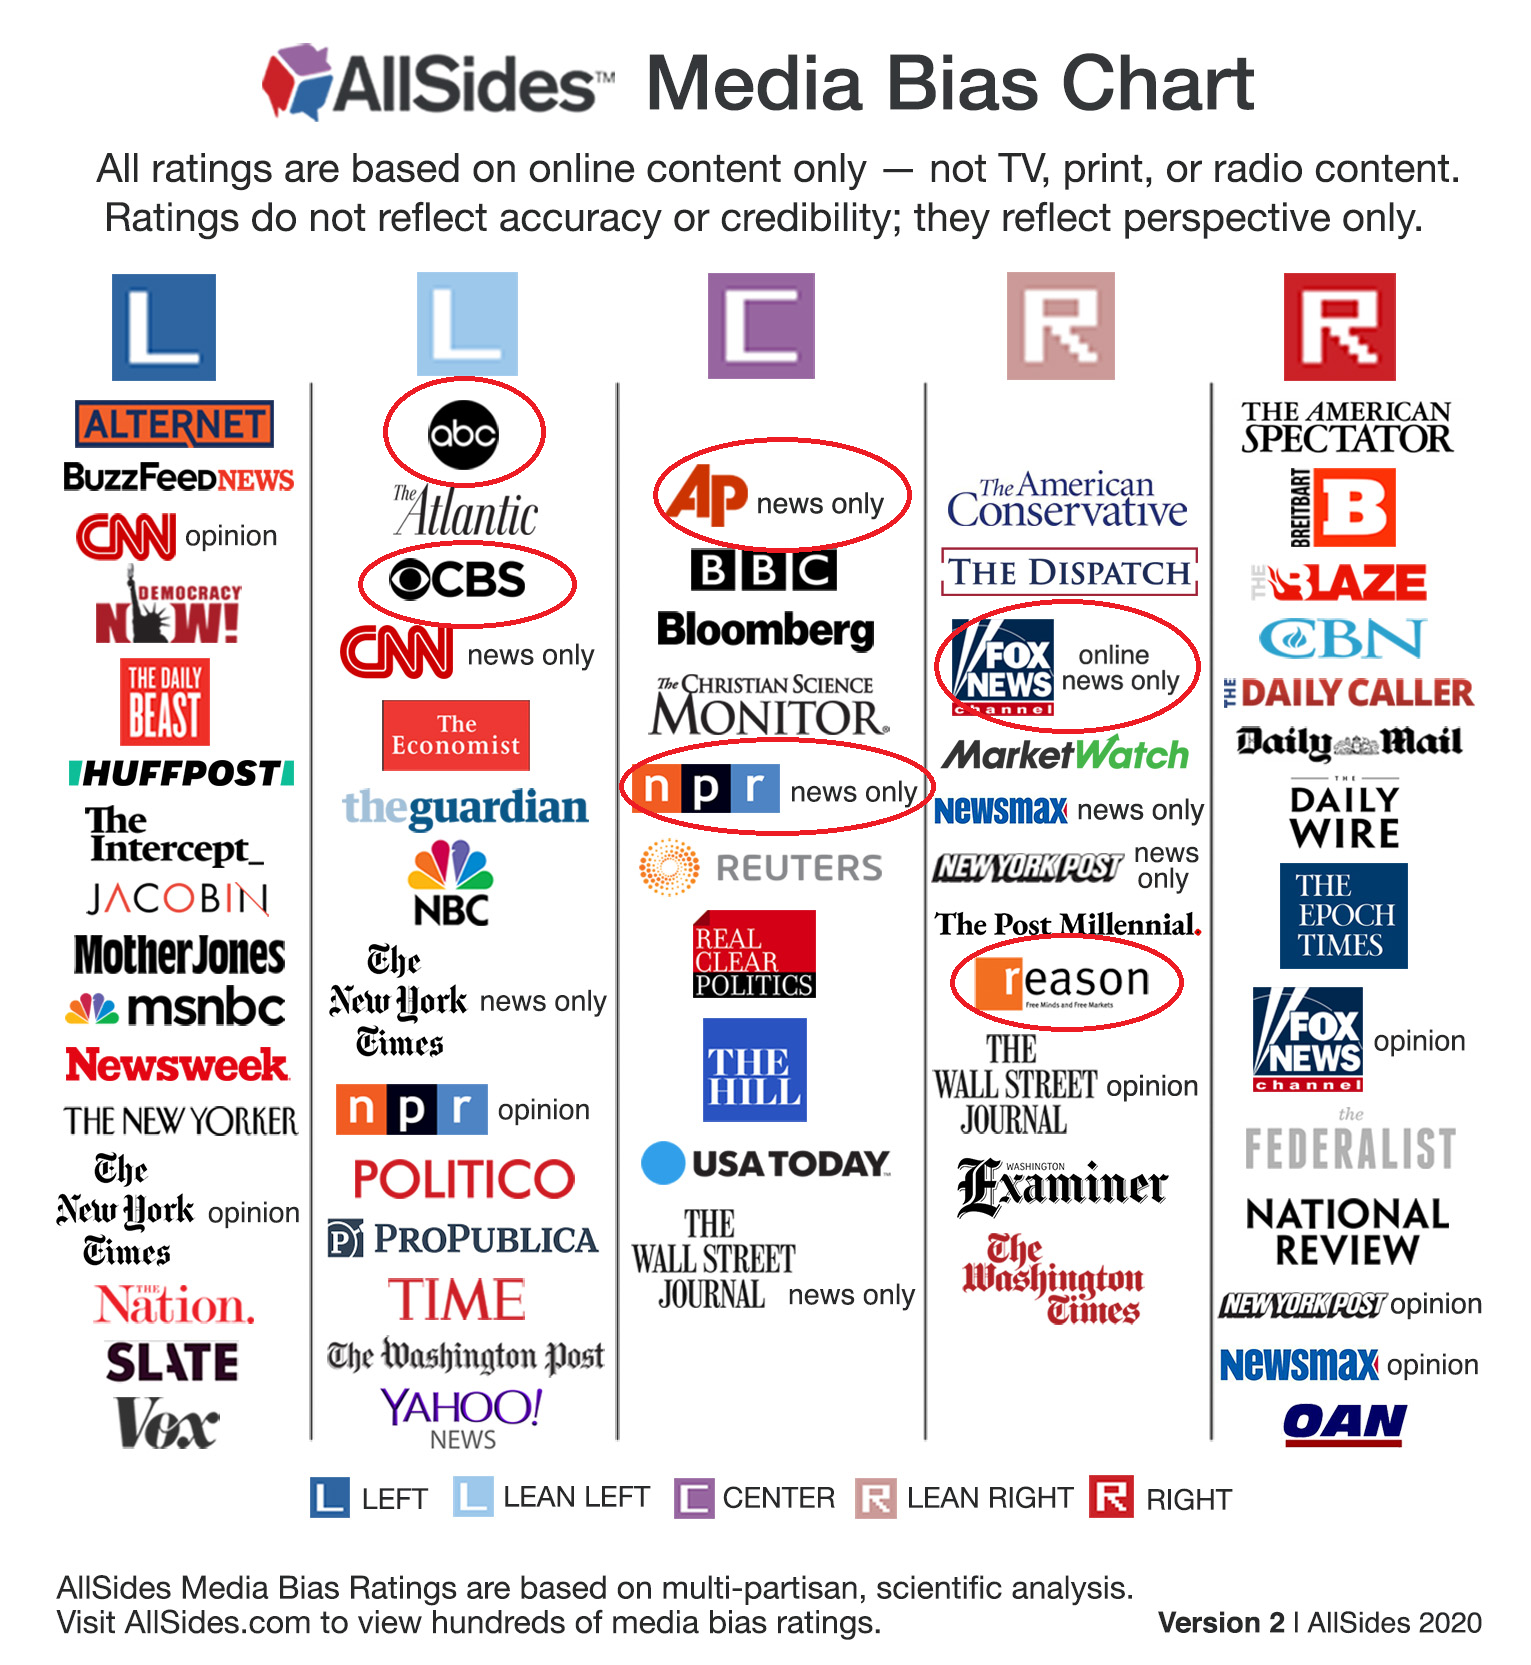 AllSides™ Media Bias Chart
All ratings are based on online content only — not TV, print, or radio content.
Ratings do not reflect accuracy or credibility; they reflect perspective only.
L
L
C
R
R
ALTERNET
BuzzFeed NEWS
CNN opinion
DEMOCRACY
NOW!
THE DAILY
BEAST
HUFFPOST
The
Intercept_
JACOBIN
Mother Jones
msnbc
Newsweek
THE NEW YORKER
The
New York opinion
Times
THE
Nation.
SLATE
Vox
abc
The
Atlantic
CBS
CNN news only
The
Economist
theguardian
NBC
The
New York news only
Times
npr opinion
POLITICO
P PROPUBLICA
TIME
The Washington Post
YAHOO!
NEWS
AP news only
BBC
Bloomberg
The CHRISTIAN SCIENCE
MONITOR®
npr news only
REUTERS
REAL
CLEAR
POLITICS
THE
HILL
USA TODAY™
THE
WALL STREET
JOURNAL news only
The American
Conservative
THE DISPATCH
FOX
NEWS
channel
online
news only
MarketWatch
Newsmax news only
NEW YORK POST news
only
The Post Millennial.
reason
Free Minds and Free Markets
THE
WALL STREET opinion
JOURNAL
WASHINGTON
Examiner
The
Washington
Times
THE AMERICAN
SPECTATOR
BREITBART B
THE BLAZE
CBN
THE DAILY CALLER
Daily Mail
THE
DAILY
WIRE
THE
EPOCH
TIMES
FOX
NEWS
channel
opinion
the
FEDERALIST
NATIONAL
REVIEW
NEW YORK POST opinion
Newsmax opinion
OAN
L LEFT L LEAN LEFT C CENTER R LEAN RIGHT R RIGHT
AllSides Media Bias Ratings are based on multi-partisan, scientific analysis.
Visit AllSides.com to view hundreds of media bias ratings.
Version 2 | AllSides 2020